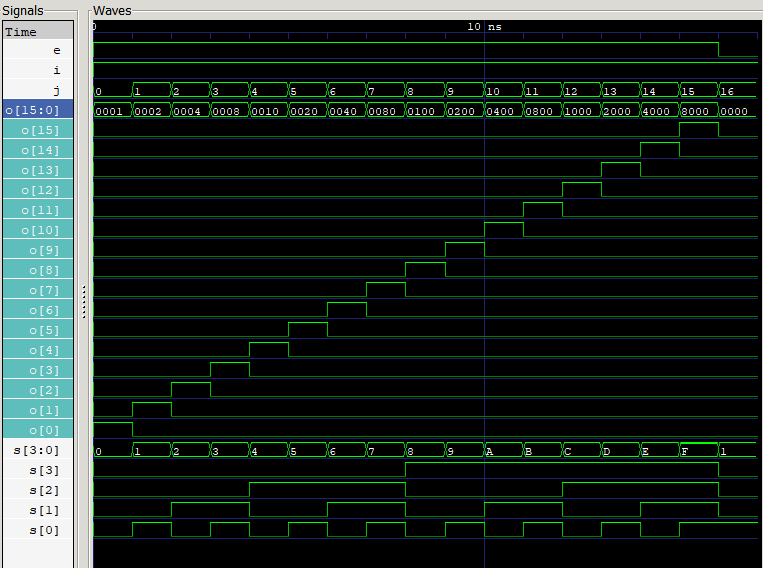 Signals Waves
Time 0 10 ns
e
i
j 0 1 2 3 4 5 6 7 8 9 10 11 12 13 14 15 16
o[15:0] 0001 0002 0004 0008 0010 0020 0040 0080 0100 0200 0400 0800 1000 2000 4000 8000 0000
o[15]
o[14]
o[13]
o[12]
o[11]
o[10]
o[9]
o[8]
o[7]
o[6]
o[5]
o[4]
o[3]
o[2]
o[1]
o[0]
s[3:0] 0 1 2 3 4 5 6 7 8 9 A B C D E F 1
s[3]
s[2]
s[1]
s[0]